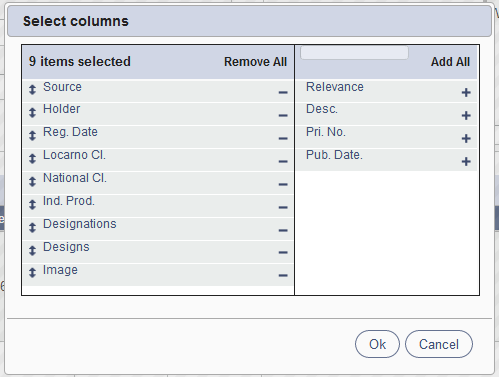 Select columns
9 items selected
Remove All
Add All
Source
Holder
Reg. Date
Locarno Cl.
National Cl.
Ind. Prod.
Designations
Designs
Image
Relevance
Desc.
Pri. No.
Pub. Date.
Ok
Cancel